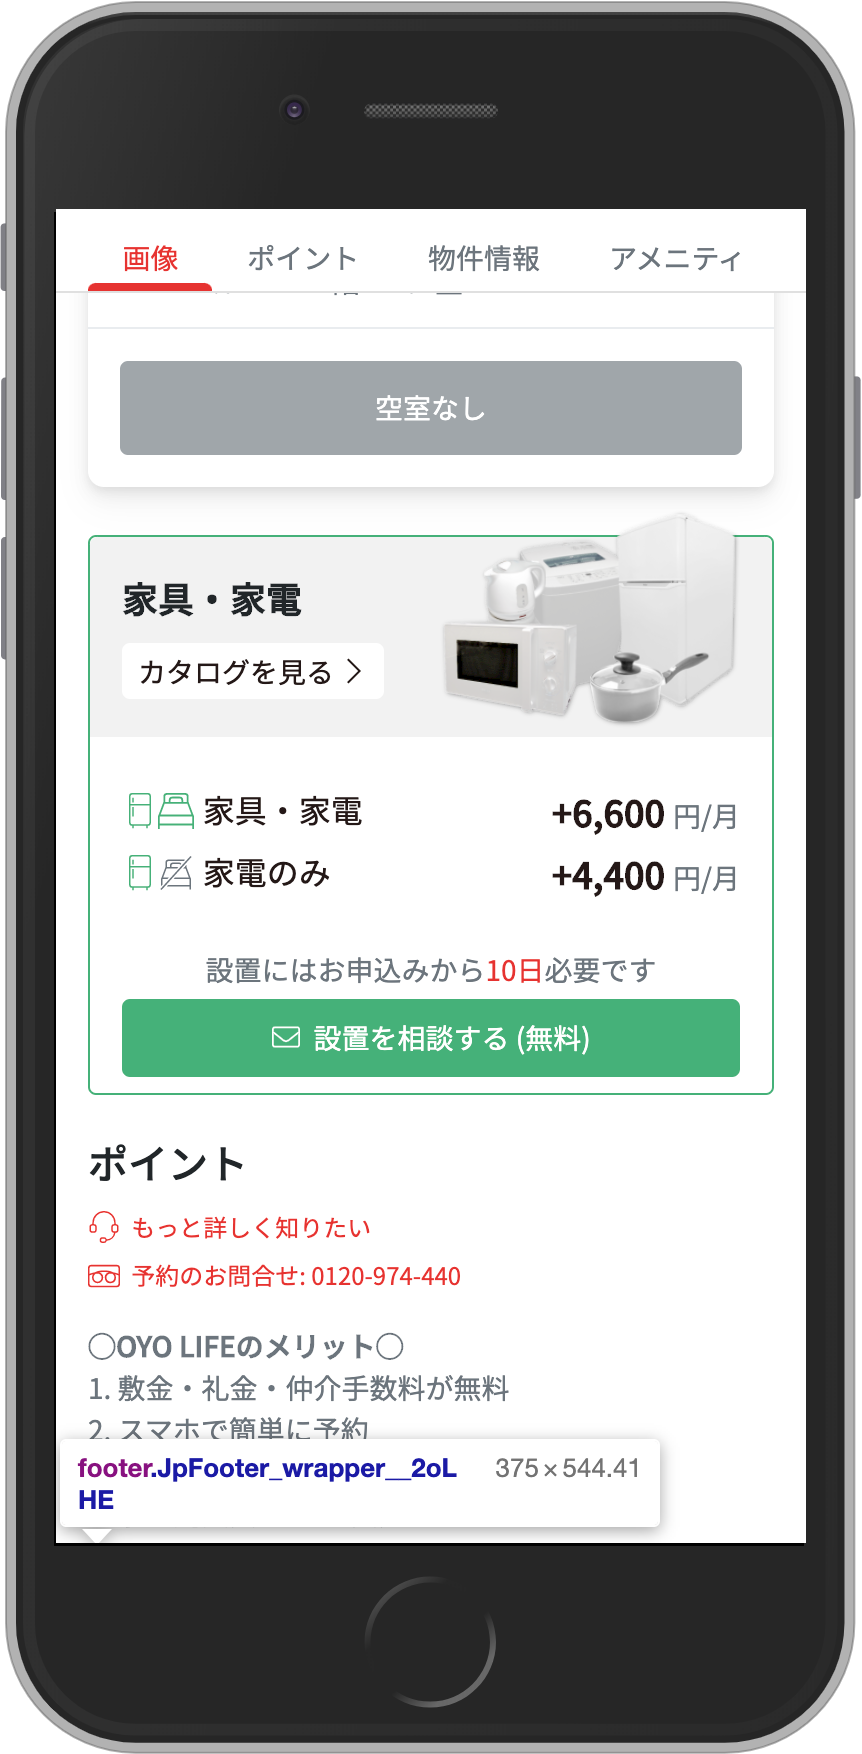 画像 ポイント 物件情報 アメニティ
空室なし
家具・家電
カタログを見る
家具・家電 +6,600 円/月
家電のみ +4,400 円/月
設置にはお申込みから10日必要です
設置を相談する (無料)
ポイント
もっと詳しく知りたい
予約のお問合せ: 0120-974-440
◯OYO LIFEのメリット◯
1. 敷金・礼金・仲介手数料が無料
2. スマホで簡単に予約
footer.JpFooter_wrapper__2oL 375×544.41
HE